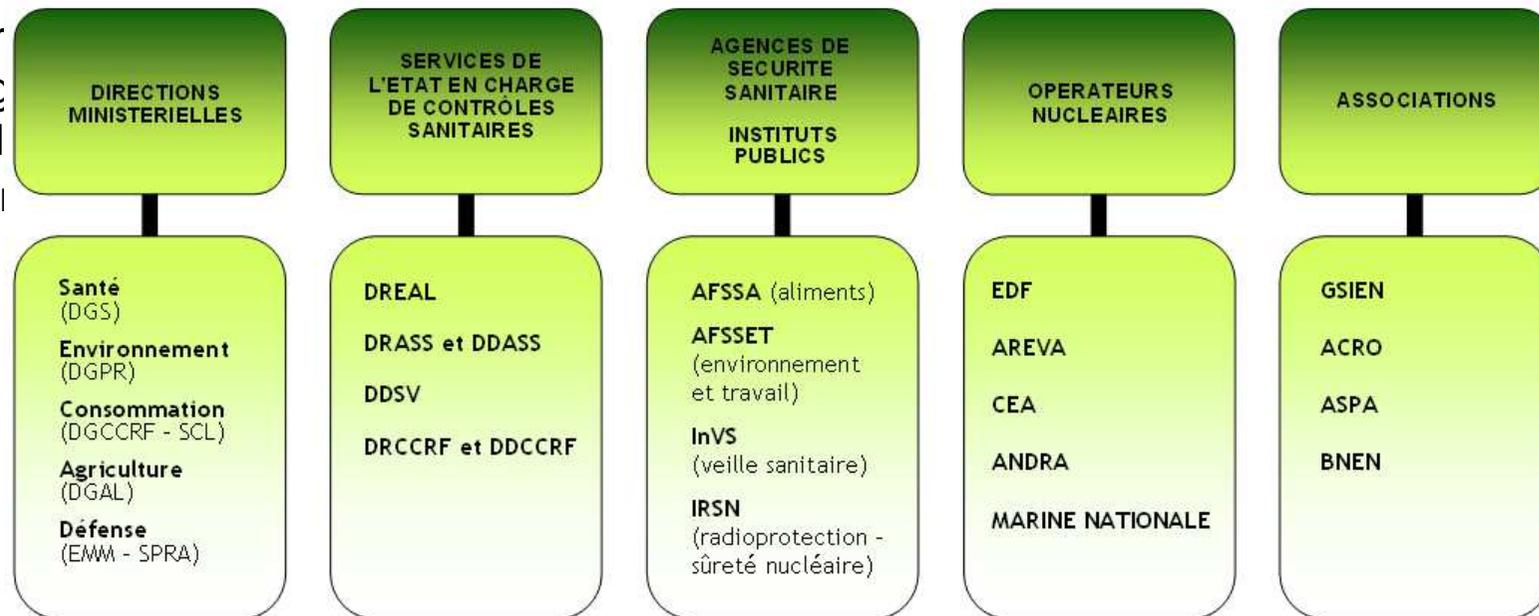 DIRECTIONS
MINISTERIELLES
Santé
(DGS)
Environnement
(DGPR)
Consommation
(DGCCRF - SCL)
Agriculture
(DGAL)
Défense
(EMM - SPRA)
SERVICES DE
L'ETAT EN CHARGE
DE CONTRÔLES
SANITAIRES
DREAL
DRASS et DDASS
DDSV
DRCCRF et DDCCRF
AGENCES DE
SECURITE
SANITAIRE
INSTITUTS
PUBLICS
AFSSA (aliments)
AFSSET
(environnement
et travail)
InVS
(veille sanitaire)
IRSN
(radioprotection -
sûreté nucléaire)
OPERATEURS
NUCLEAIRES
EDF
AREVA
CEA
ANDRA
MARINE NATIONALE
ASSOCIATIONS
GSIEN
ACRO
ASPA
BNEN